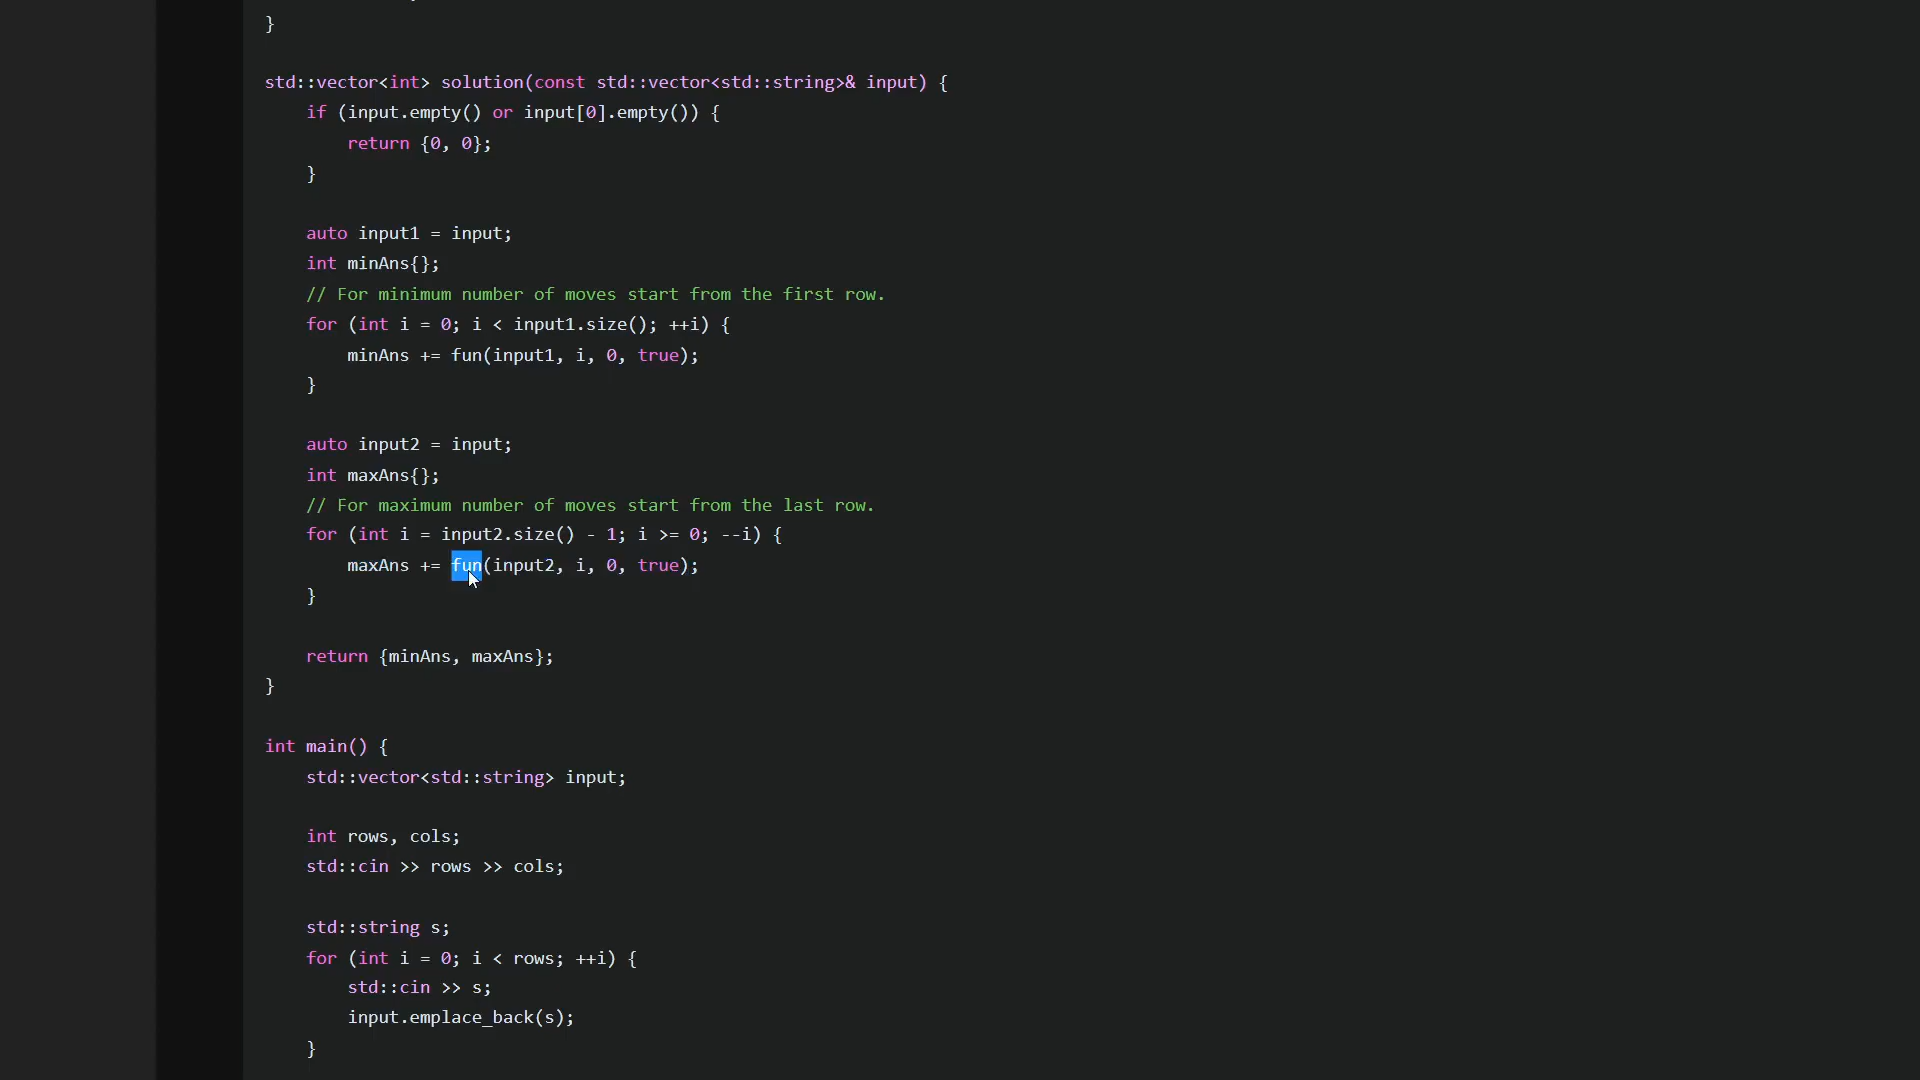 }
std::vector<int> solution(const std::vector<std::string>& input) {
if (input.empty() or input[0].empty()) {
return {0, 0};
}
auto input1 = input;
int minAns{};
// For minimum number of moves start from the first row.
for (int i = 0; i < input1.size(); ++i) {
minAns += fun(input1, i, 0, true);
}
auto input2 = input;
int maxAns{};
// For maximum number of moves start from the last row.
for (int i = input2.size() - 1; i >= 0; --i) {
maxAns += fun(input2, i, 0, true);
}
return {minAns, maxAns};
}
int main() {
std::vector<std::string> input;
int rows, cols;
std::cin >> rows >> cols;
std::string s;
for (int i = 0; i < rows; ++i) {
std::cin >> s;
input.emplace_back(s);
}